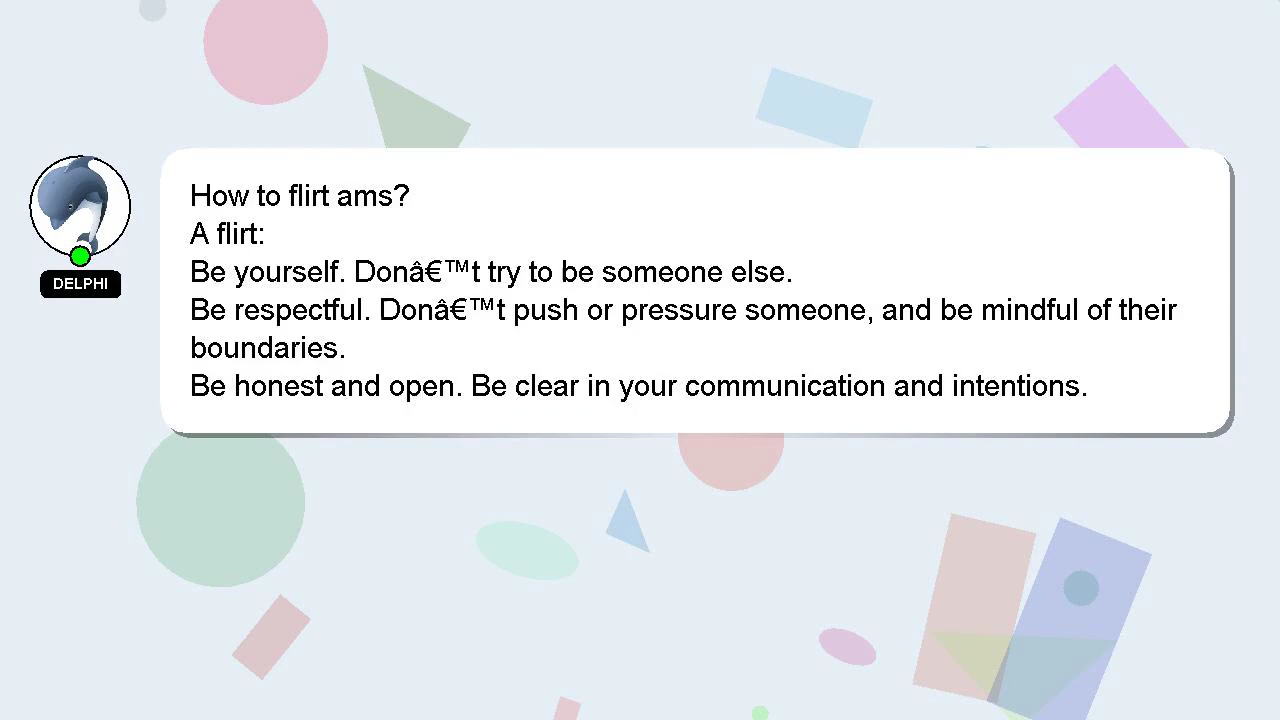 How to flirt ams?
A flirt:
Be yourself. Donâ€™t try to be someone else.
Be respectful. Donâ€™t push or pressure someone, and be mindful of their
boundaries.
Be honest and open. Be clear in your communication and intentions.
DELPHI